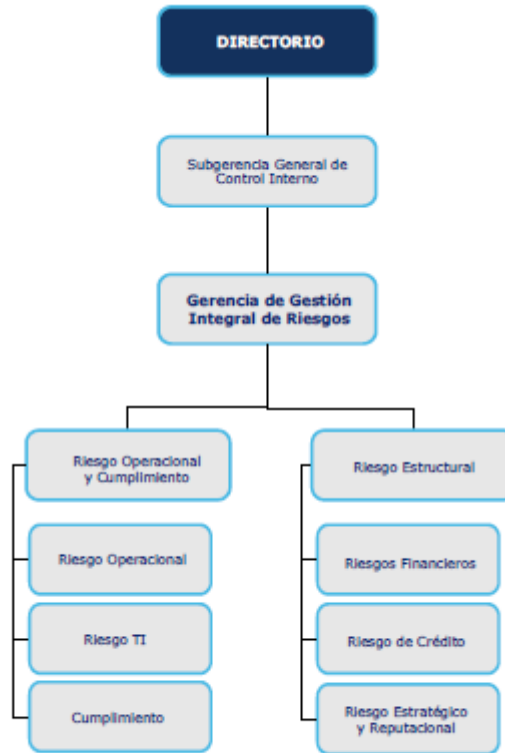 DIRECTORIO
Subgerencia General de
Control Interno
Gerencia de Gestión
Integral de Riesgos
Riesgo Operacional
y Cumplimiento
Riesgo Operacional
Riesgo TI
Cumplimiento
Riesgo Estructural
Riesgos Financieros
Riesgo de Crédito
Riesgo Estratégico
y Reputacional